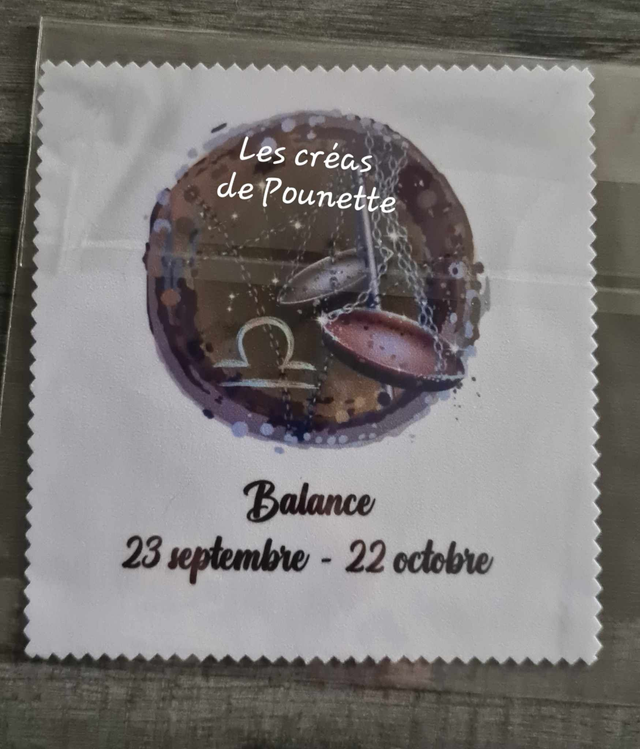 Les créas
de Pounette
Balance
23 septembre - 22 octobre